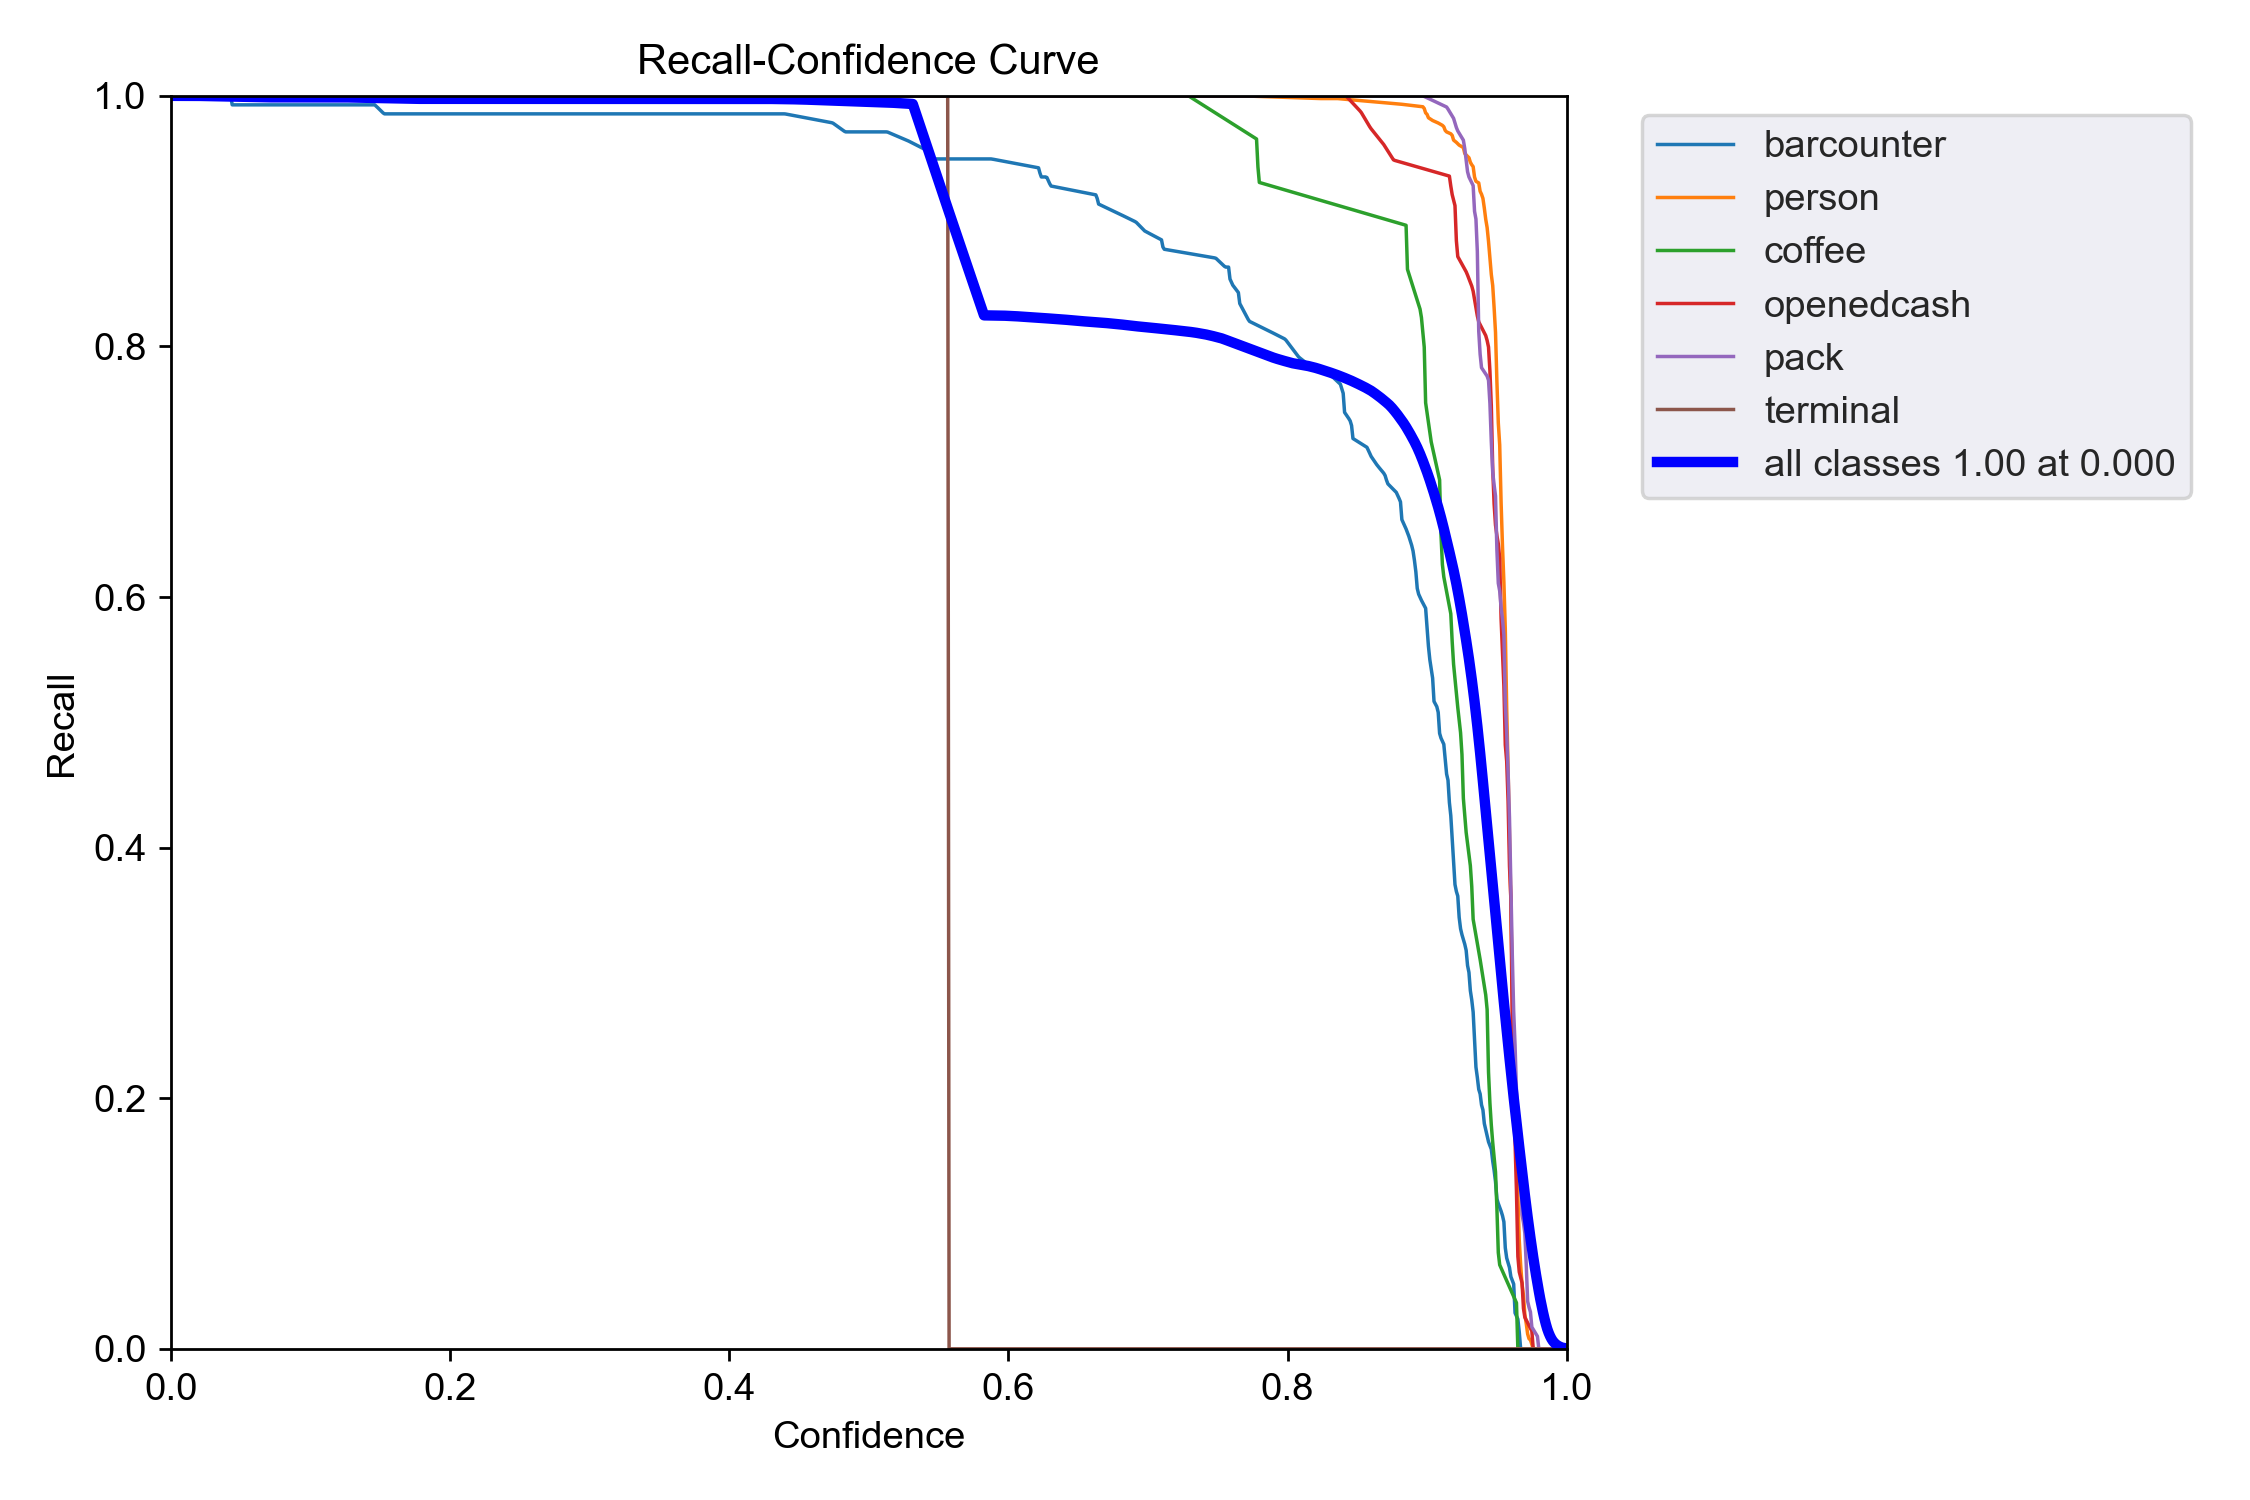 Recall-Confidence Curve
1.0
0.8
0.6
0.4
0.2
0.0
Recall
0.0 0.2 0.4 0.6 0.8 1.0
Confidence
barcounter
person
coffee
openedcash
pack
terminal
all classes 1.00 at 0.000